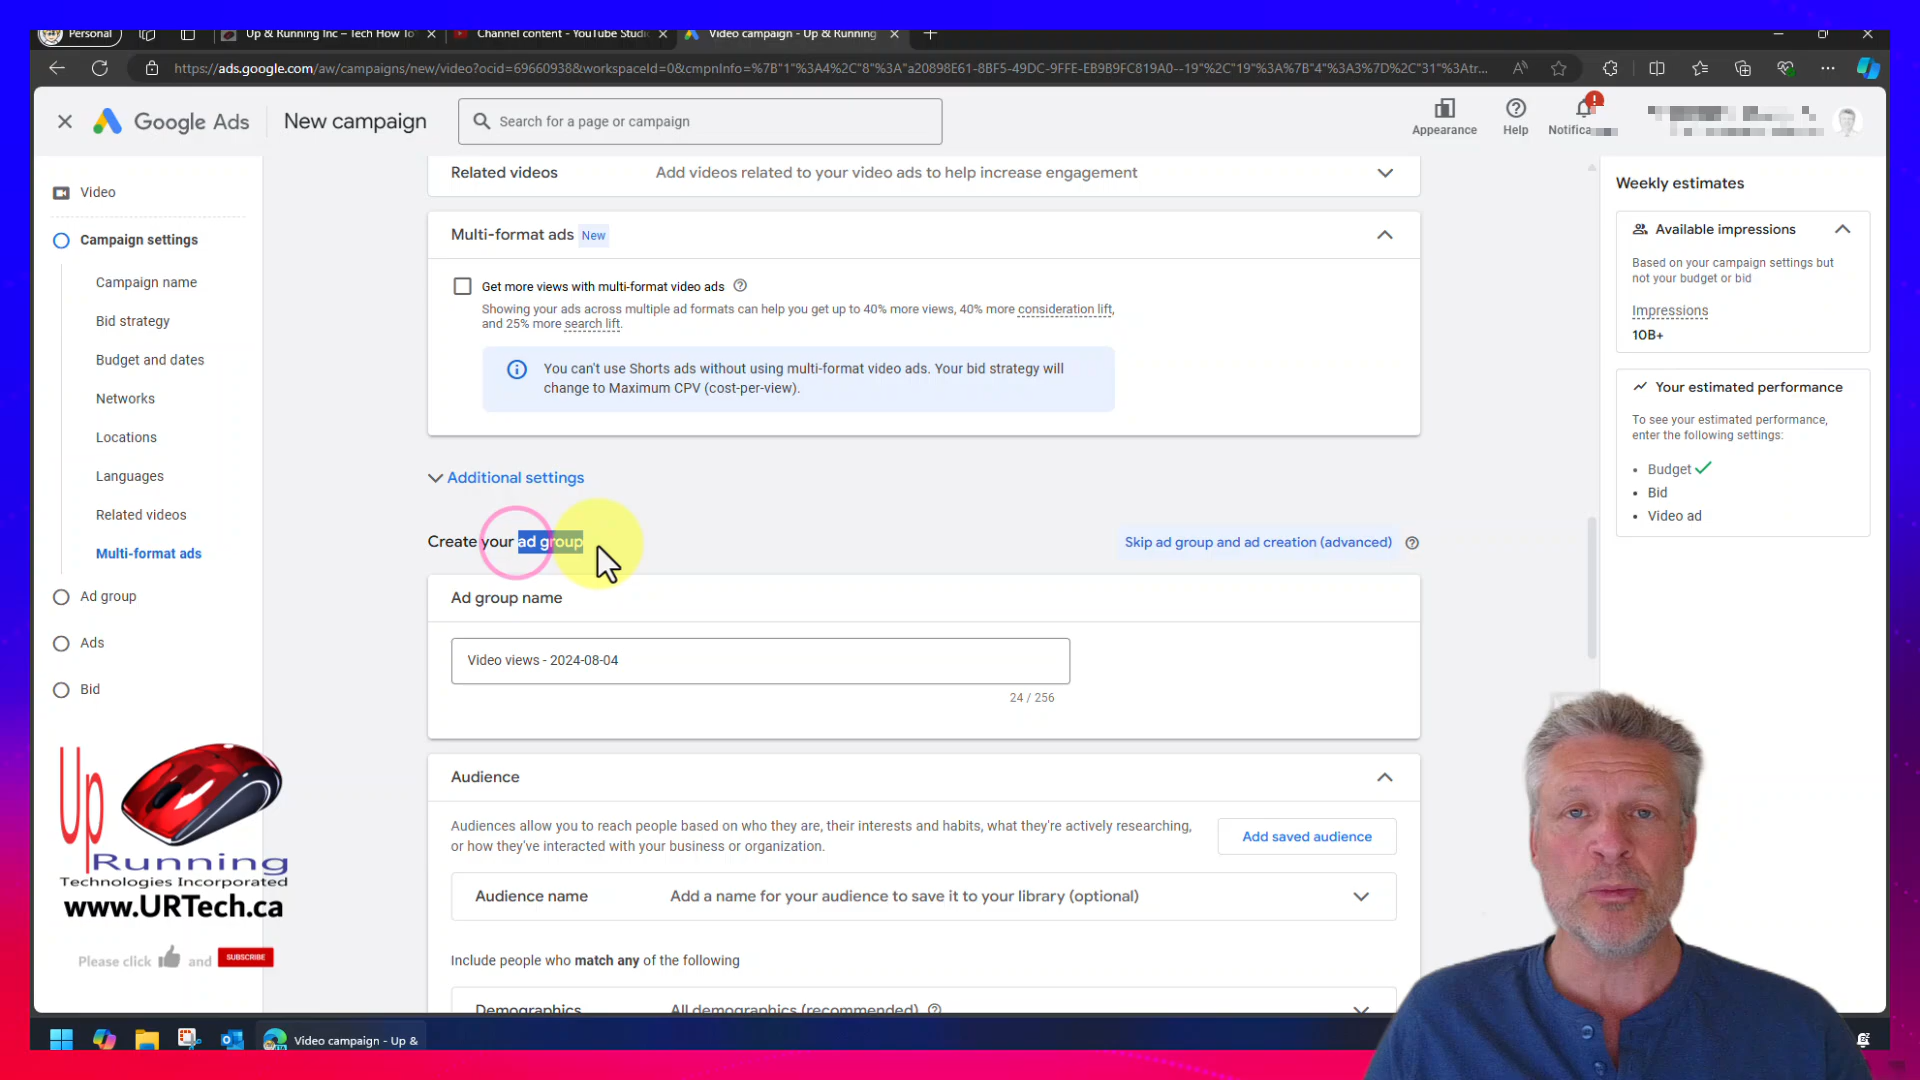 Personal
Up & Running Inc – Tech How To
Channel content - YouTube Studi
Video campaign - Up & Running
https://ads.google.com/aw/campaigns/new/video?ocid=69660938&workspaceId=0&cmpnInfo=%7B"1"%3A4%2C"8"%3A"a20898E61-8BF5-49DC-9FFE-EB9B9FC819A0--19"%2C"19"%3A%7B"4"%3A3%7D%2C"31"%3Atr...
Google Ads
New campaign
Search for a page or campaign
Appearance
Help
Notifica
Video
Campaign settings
Campaign name
Bid strategy
Budget and dates
Networks
Locations
Languages
Related videos
Multi-format ads
Ad group
Ads
Bid
Related videos
Add videos related to your video ads to help increase engagement
Multi-format ads New
Get more views with multi-format video ads
Showing your ads across multiple ad formats can help you get up to 40% more views, 40% more consideration lift,
and 25% more search lift.
You can't use Shorts ads without using multi-format video ads. Your bid strategy will
change to Maximum CPV (cost-per-view).
Additional settings
Create your ad group
Skip ad group and ad creation (advanced)
Ad group name
Video views - 2024-08-04
24 / 256
Audience
Audiences allow you to reach people based on who they are, their interests and habits, what they're actively researching,
or how they've interacted with your business or organization.
Add saved audience
Audience name
Add a name for your audience to save it to your library (optional)
Include people who match any of the following
Demographics
All demographics (recommended)
Weekly estimates
Available impressions
Based on your campaign settings but
not your budget or bid
Impressions
10B+
Your estimated performance
To see your estimated performance,
enter the following settings:
Budget
Bid
Video ad
Up
Running
Technologies Incorporated
www.URTech.ca
Please click and SUBSCRIBE
Video campaign - Up &